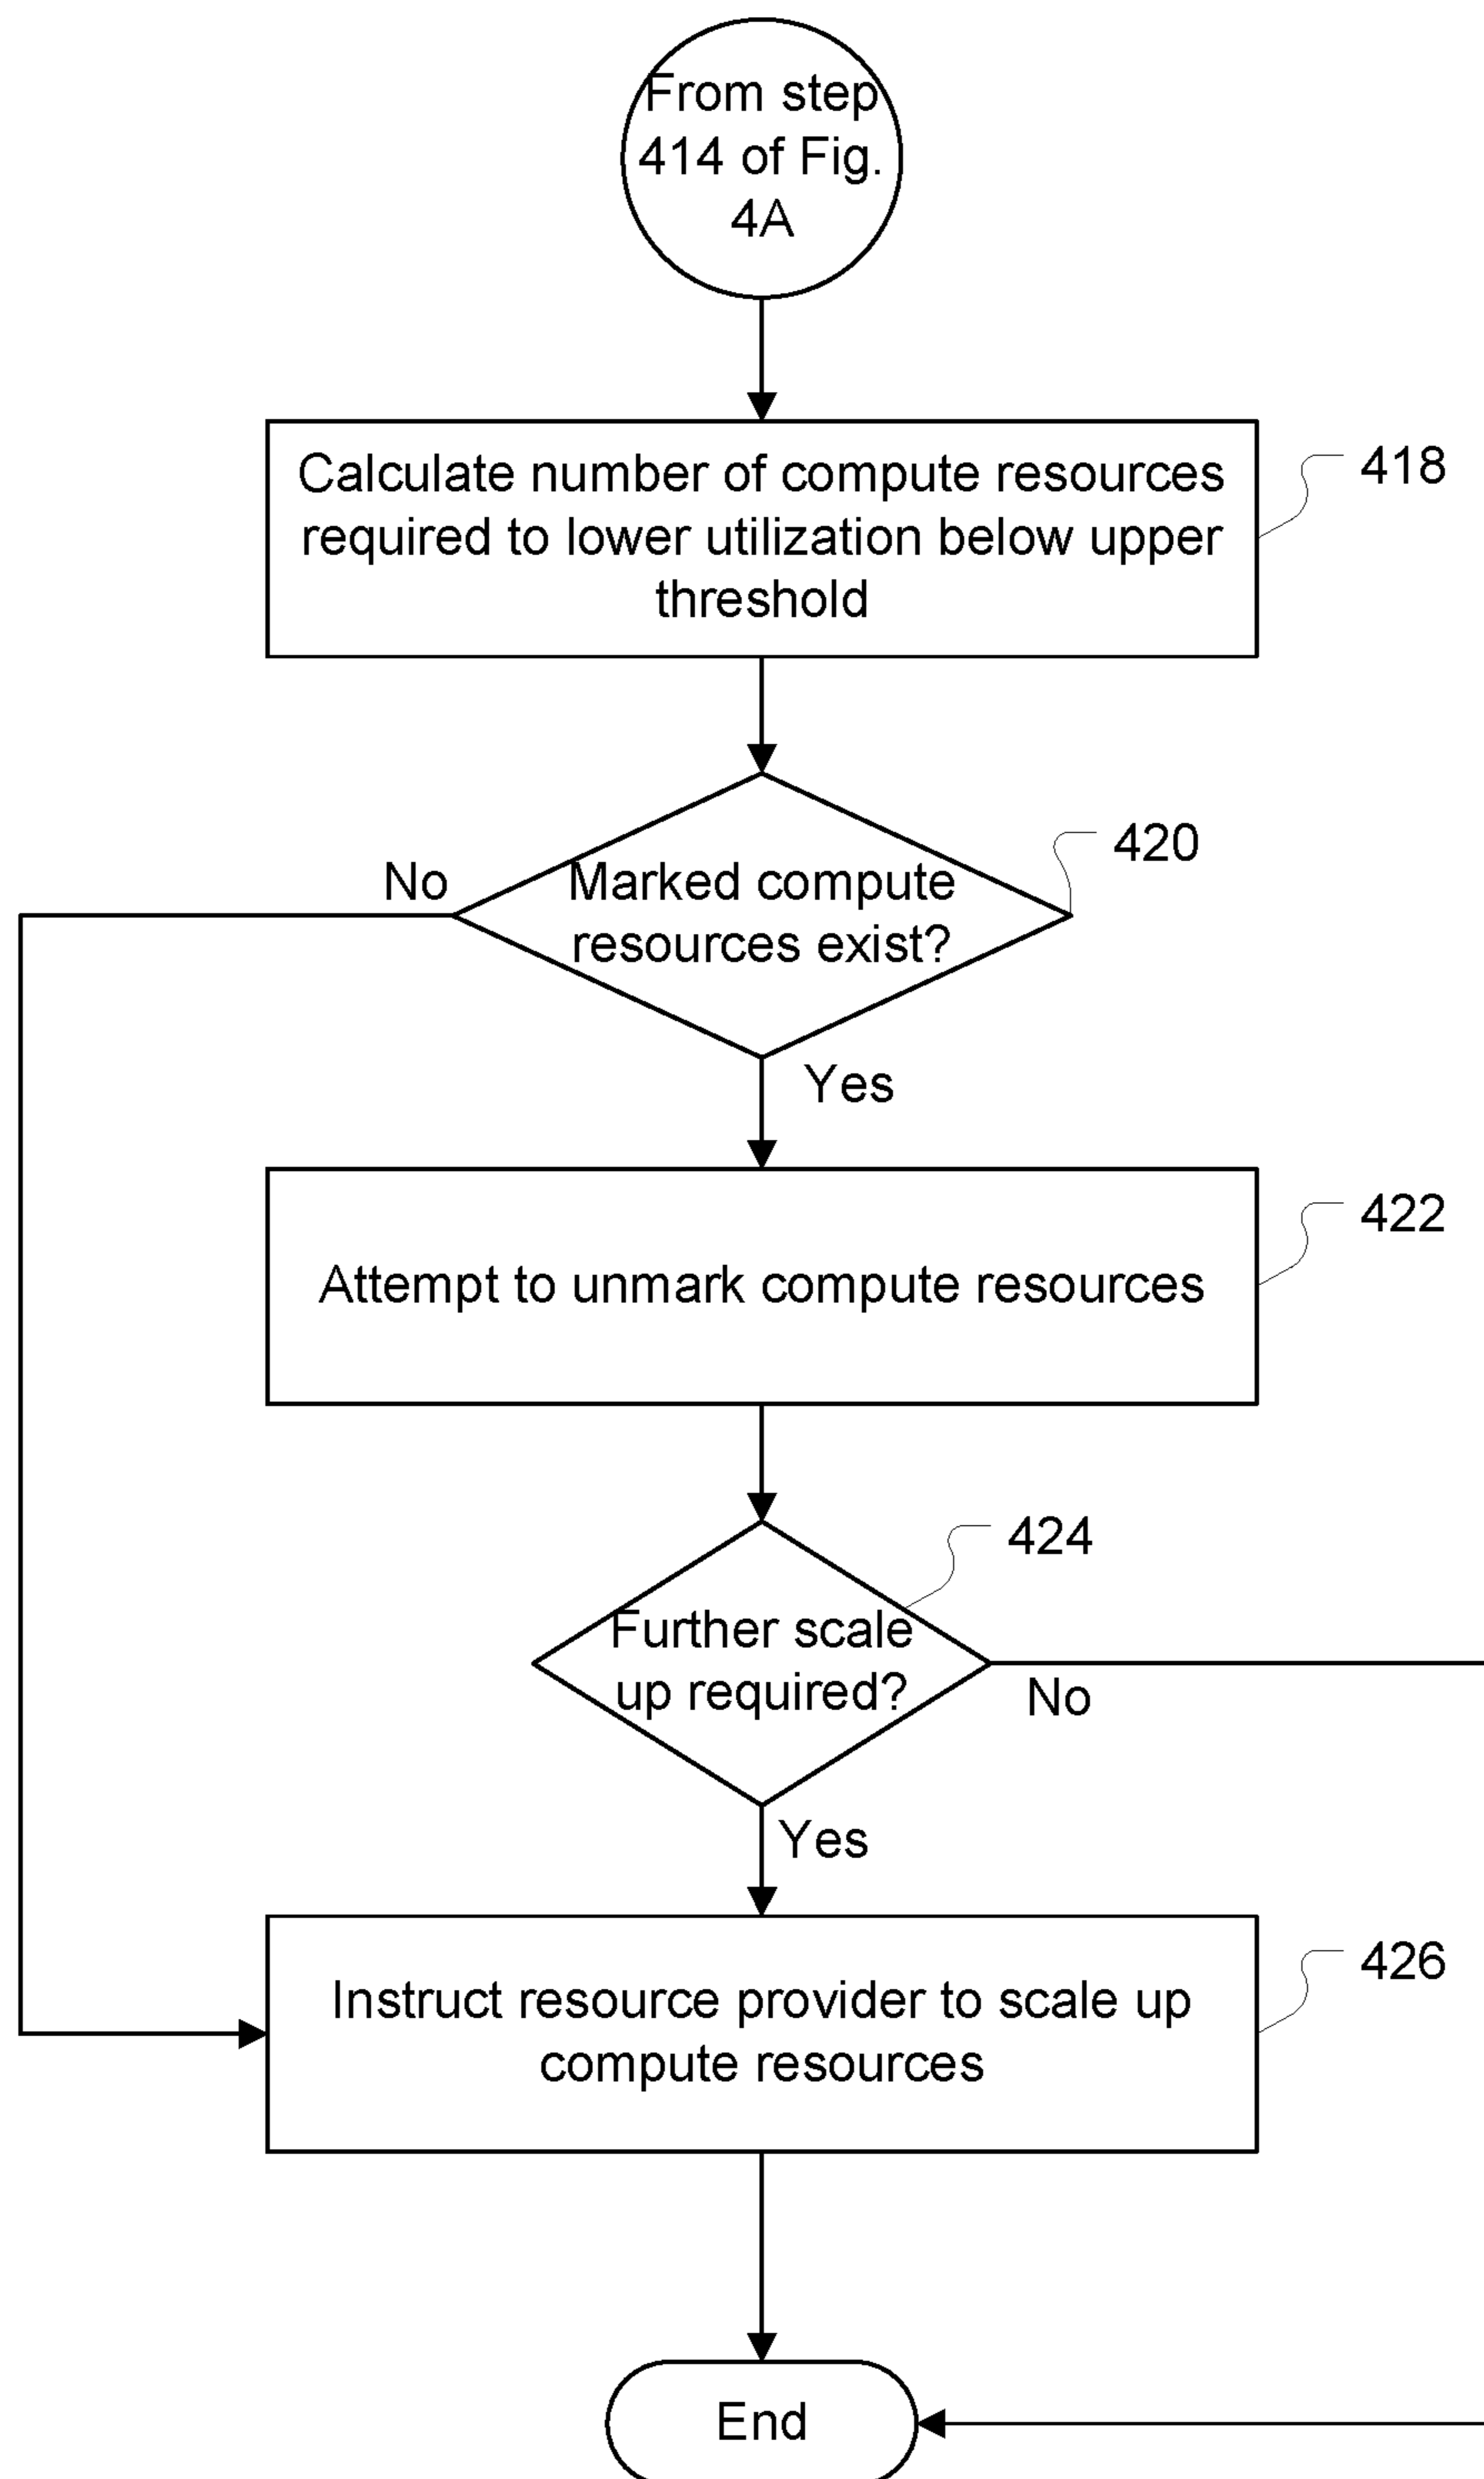 From step
414 of Fig.
4A
Calculate number of compute resources
required to lower utilization below upper
threshold
418
420
No
Marked compute
resources exist?
Yes
422
Attempt to unmark compute resources
424
Further scale
up required?
No
Yes
426
Instruct resource provider to scale up
compute resources
End